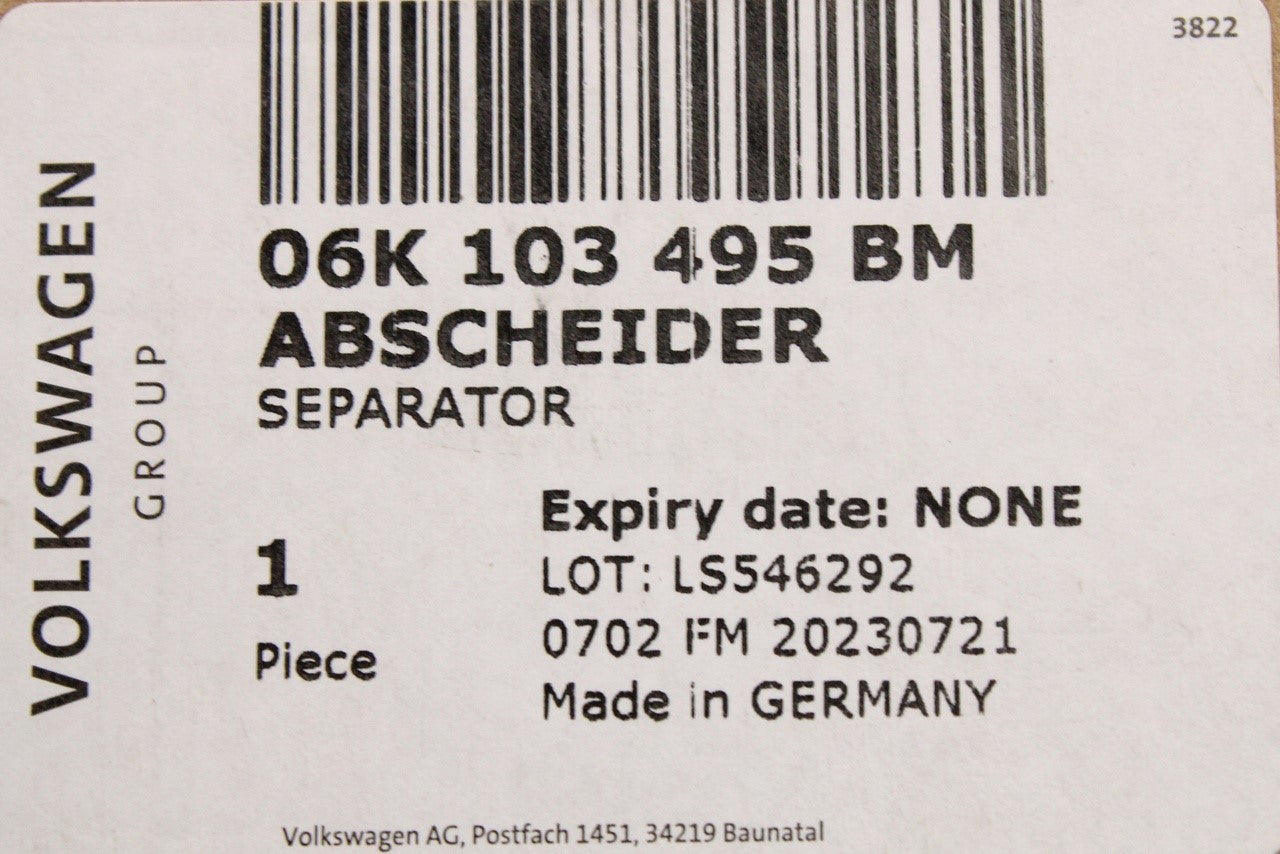 3822
06K 103 495 BM
ABSCHEIDER
SEPARATOR
VOLKSWAGEN
GROUP
1
Piece
Expiry date: NONE
LOT: LS546292
0702 FM 20230721
Made in GERMANY
Volkswagen AG, Postfach 1451, 34219 Baunatal